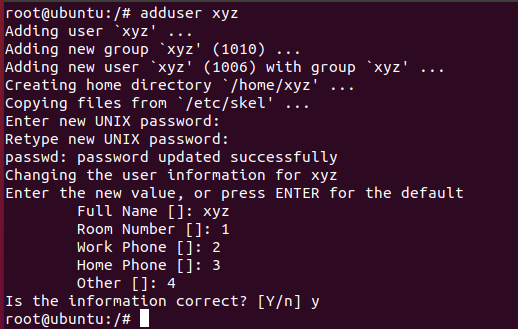 root@ubuntu:/# adduser xyz
Adding user `xyz' ...
Adding new group `xyz' (1010) ...
Adding new user `xyz' (1006) with group `xyz' ...
Creating home directory `/home/xyz' ...
Copying files from `/etc/skel' ...
Enter new UNIX password:
Retype new UNIX password:
passwd: password updated successfully
Changing the user information for xyz
Enter the new value, or press ENTER for the default
        Full Name []: xyz
        Room Number []: 1
        Work Phone []: 2
        Home Phone []: 3
        Other []: 4
Is the information correct? [Y/n] y
root@ubuntu:/#